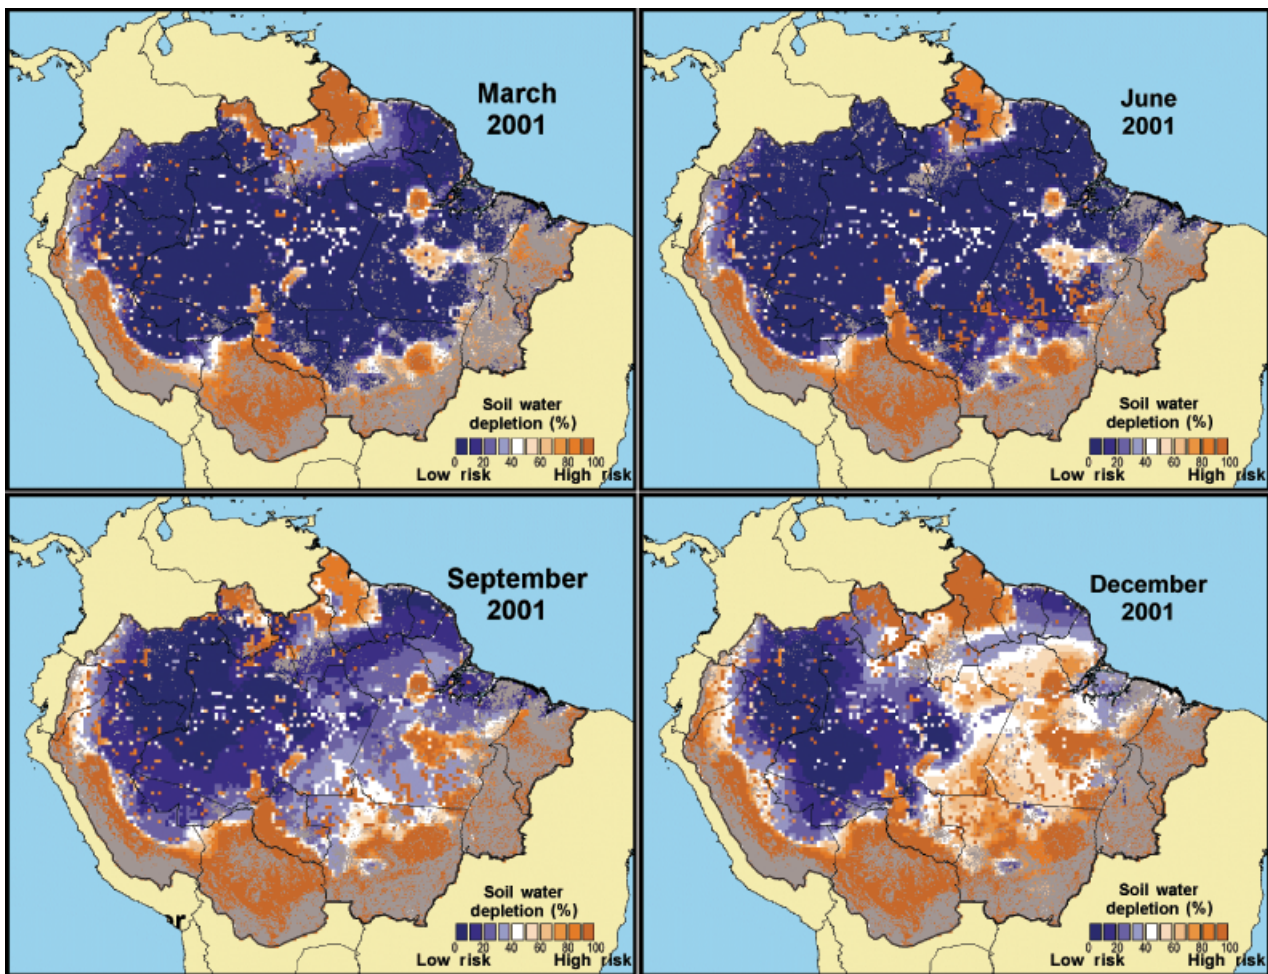 March
2001
Soil water
depletion (%)
0 20 40 60 80 100
Low risk High risk
June
2001
Soil water
depletion (%)
0 20 40 60 80 100
Low risk High risk
September
2001
Soil water
depletion (%)
0 20 40 60 80 100
Low risk High risk
er
December
2001
Soil water
depletion (%)
0 20 40 60 80 100
Low risk High risk